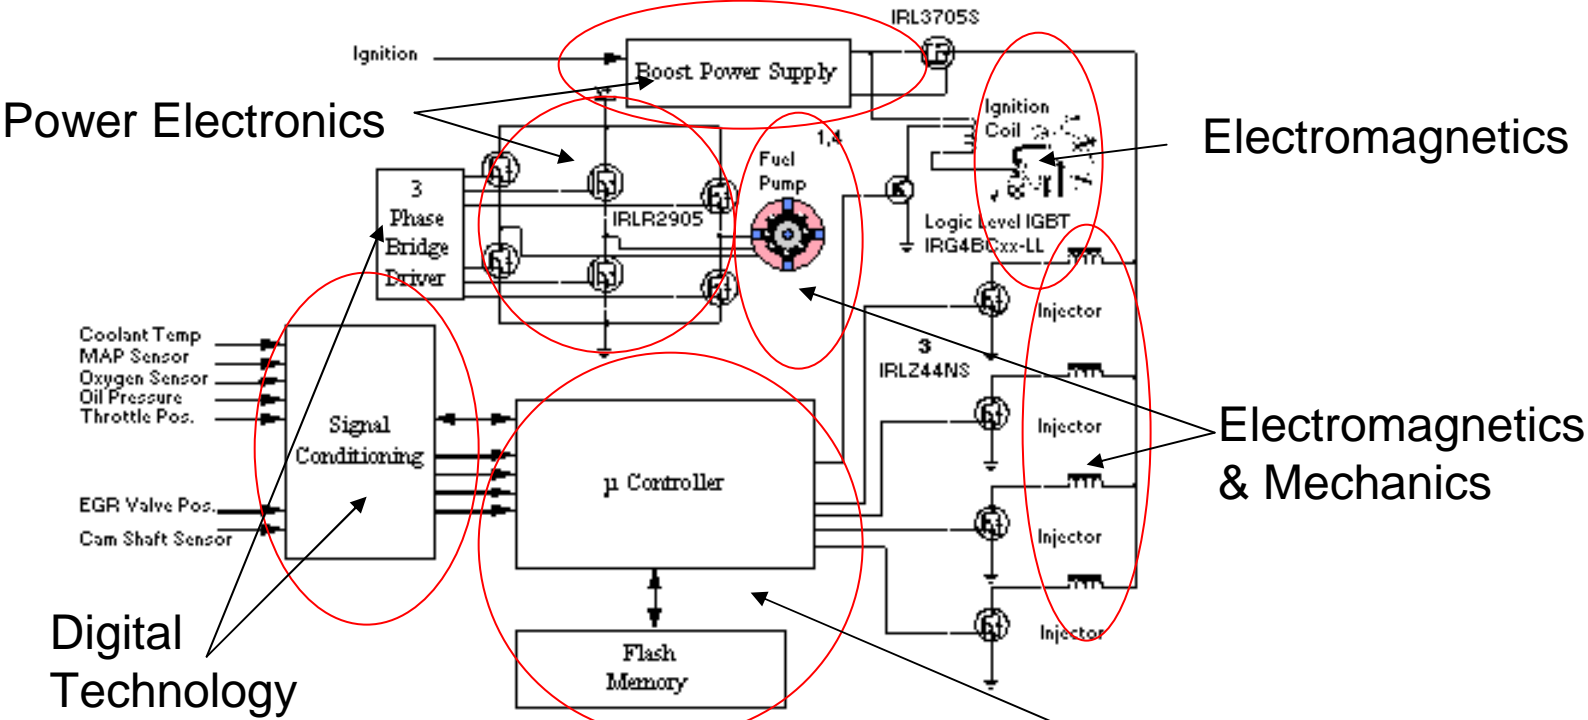 IRL3705S
Ignition
Boost Power Supply
Power Electronics
V+
Ignition
Coil
Electromagnetics
1,4
Fuel
Pump
3
Phase
Bridge
Driver
IRLR2905
Logic Level IGBT
IRG4BCxx-LL
Injector
Coolant Temp
MAP Sensor
Oxygen Sensor
Oil Pressure
Throttle Pos.
3
IRLZ44NS
Signal
Conditioning
Injector
Electromagnetics
& Mechanics
µ Controller
EGR Valve Pos.
Cam Shaft Sensor
Injector
Digital
Technology
Flash
Memory
Injector